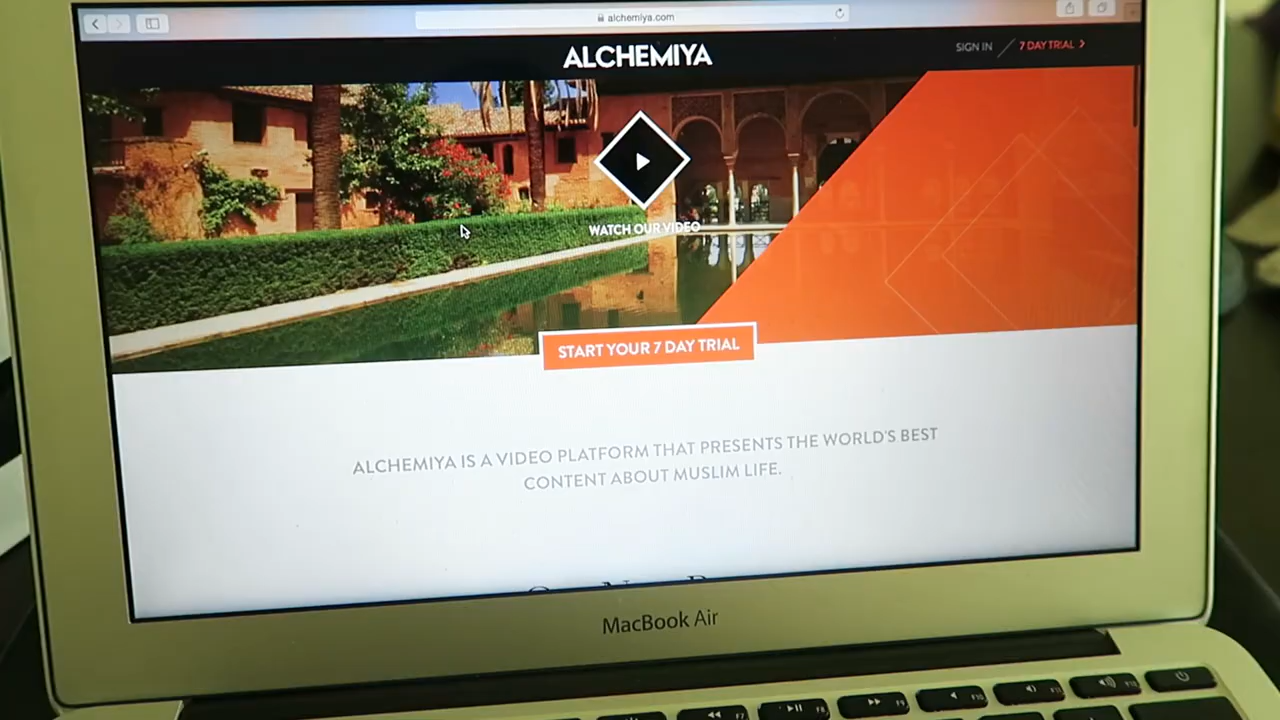 alchemiya.com
ALCHEMIYA
SIGN IN
7 DAY TRIAL
WATCH OUR VIDEO
START YOUR 7 DAY TRIAL
ALCHEMIYA IS A VIDEO PLATFORM THAT PRESENTS THE WORLD'S BEST
CONTENT ABOUT MUSLIM LIFE.
MacBook Air